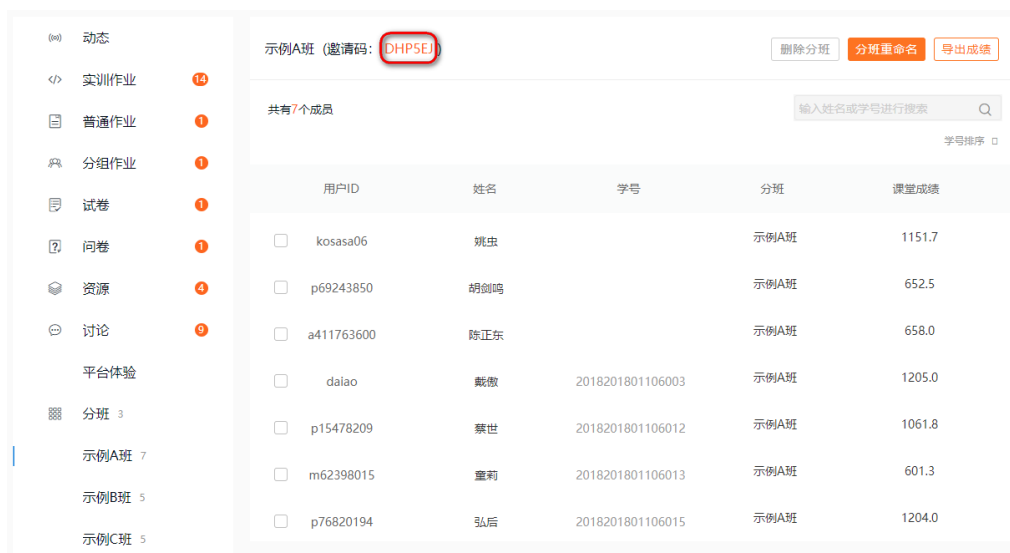 动态
实训作业 14
普通作业 1
分组作业 1
试卷 1
问卷 1
资源 4
讨论 9
平台体验
分班 3
示例A班 7
示例B班 5
示例C班 5
示例A班 (邀请码: DHP5EJ)
删除分班 分班重命名 导出成绩
共有7个成员
输入姓名或学号进行搜索
学号排序
用户ID 姓名 学号 分班 课堂成绩
kosasa06 姚虫 示例A班 1151.7
p69243850 胡剑鸣 示例A班 652.5
a411763600 陈正东 示例A班 658.0
daiao 戴傲 2018201801106003 示例A班 1205.0
p15478209 蔡世 2018201801106012 示例A班 1061.8
m62398015 童莉 2018201801106013 示例A班 601.3
p76820194 弘后 2018201801106015 示例A班 1204.0